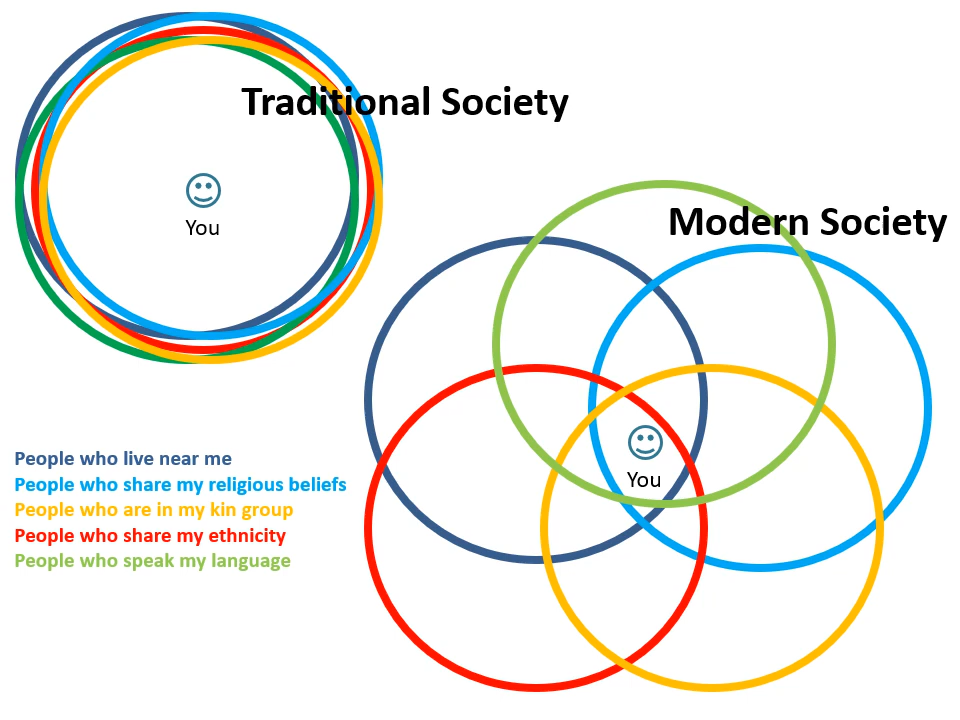 Traditional Society
You
Modern Society
You
People who live near me
People who share my religious beliefs
People who are in my kin group
People who share my ethnicity
People who speak my language